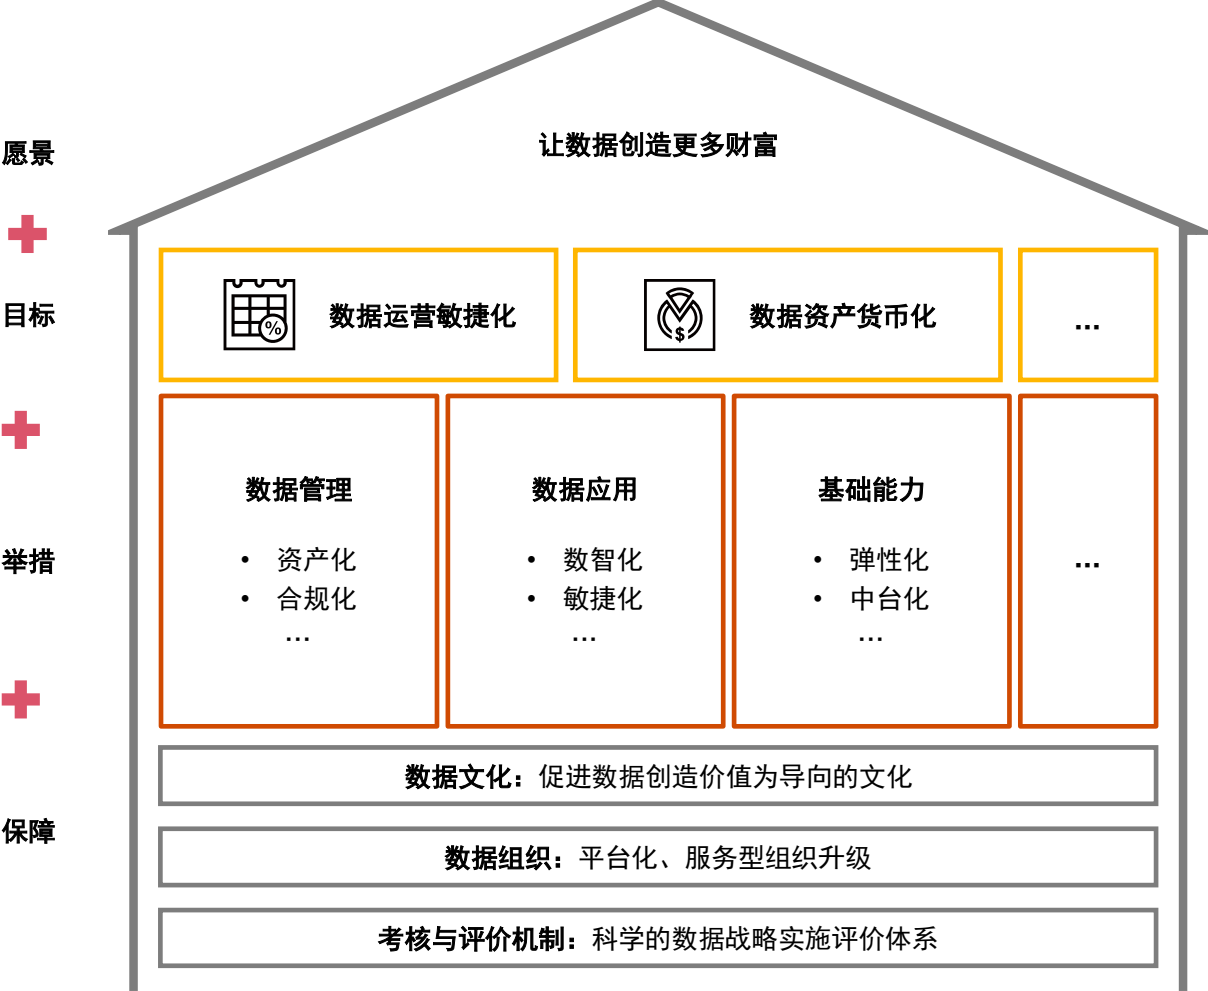 愿景
让数据创造更多财富
目标
数据运营敏捷化
%
数据资产货币化
$
...
举措
数据管理
• 资产化
• 合规化
...
数据应用
• 数智化
• 敏捷化
...
基础能力
• 弹性化
• 中台化
...
...
保障
数据文化：促进数据创造价值为导向的文化
数据组织：平台化、服务型组织升级
考核与评价机制：科学的数据战略实施评价体系